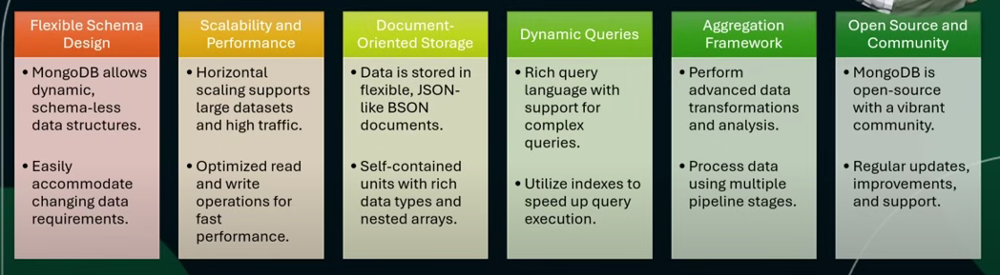 Flexible Schema
Design
• MongoDB allows
dynamic,
schema-less
data structures.
• Easily
accommodate
changing data
requirements.
Scalability and
Performance
• Horizontal
scaling supports
large datasets
and high traffic.
• Optimized read
and write
operations for
fast
performance.
Document-
Oriented Storage
• Data is stored in
flexible, JSON-
like BSON
documents.
• Self-contained
units with rich
data types and
nested arrays.
Dynamic Queries
• Rich query
language with
support for
complex
queries.
• Utilize indexes to
speed up query
execution.
Aggregation
Framework
• Perform
advanced data
transformations
and analysis.
• Process data
using multiple
pipeline stages.
Open Source and
Community
• MongoDB is
open-source
with a vibrant
community.
• Regular updates,
improvements,
and support.